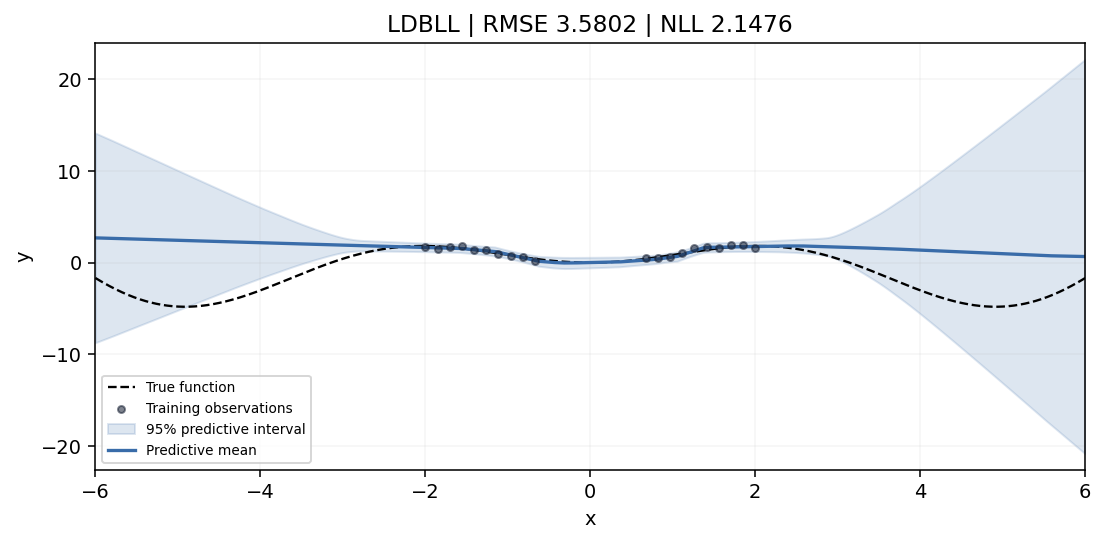 LDBLL | RMSE 3.5802 | NLL 2.1476
20
10
0
−10
−20
y
True function
Training observations
95% predictive interval
Predictive mean
−6 −4 −2 0 2 4 6
x